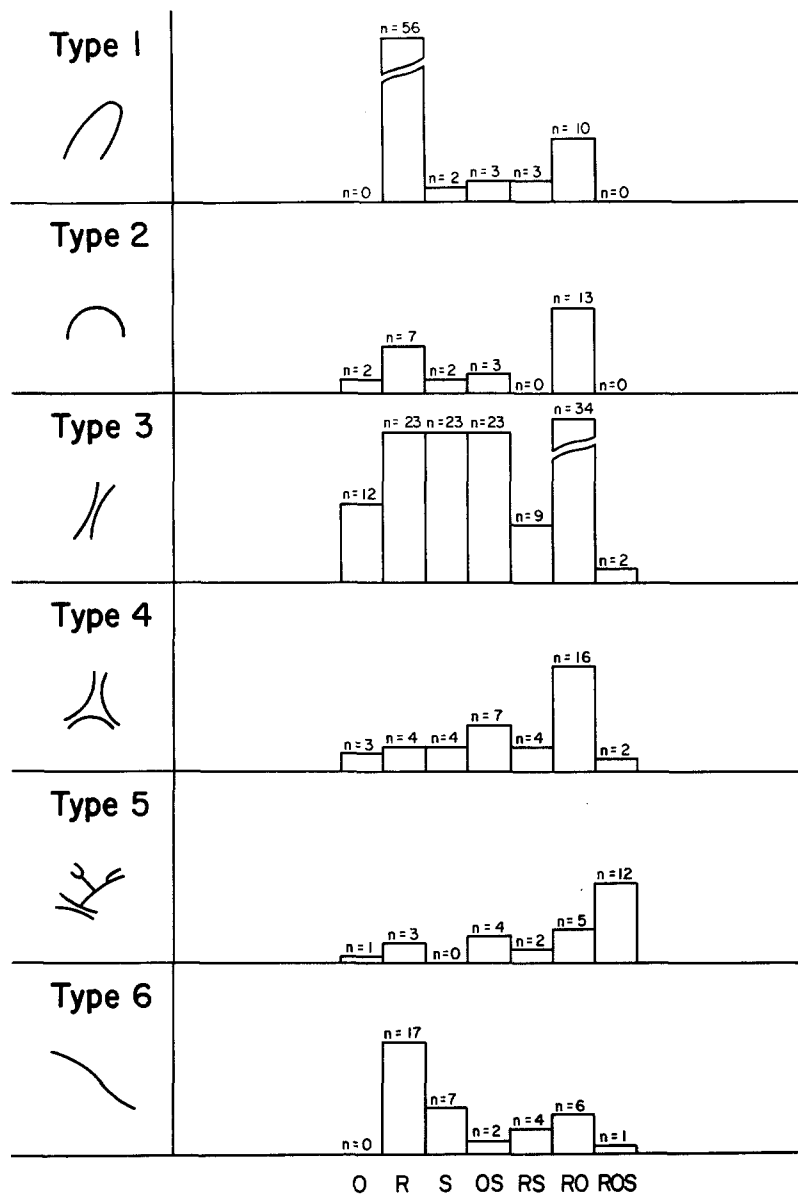 Type 1
n=56
n=0
n=2
n=3
n=3
n=10
n=0
Type 2
n=2
n=7
n=2
n=3
n=0
n=13
n=0
Type 3
n=12
n=23
n=23
n=23
n=9
n=34
n=2
Type 4
n=3
n=4
n=4
n=7
n=4
n=16
n=2
Type 5
n=1
n=3
n=0
n=4
n=2
n=5
n=12
Type 6
n=0
n=17
n=7
n=2
n=4
n=6
n=1
O R S OS RS RO ROS